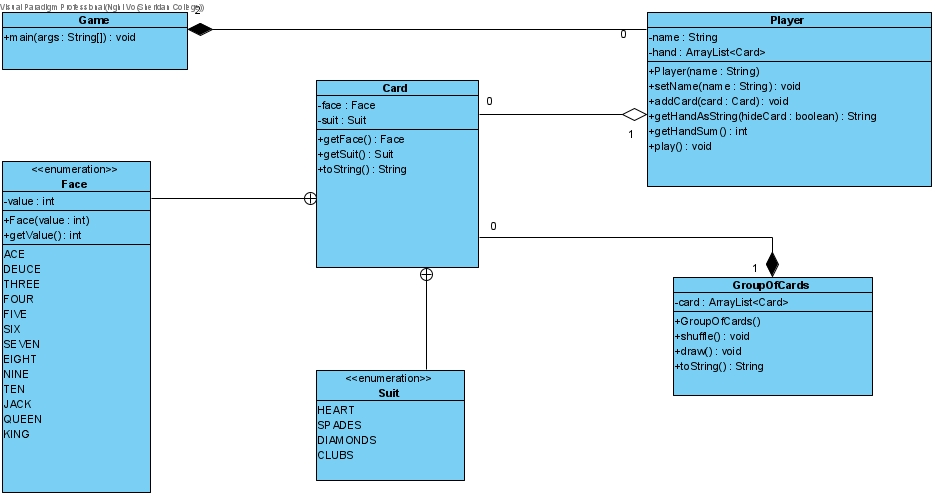 Visual Paradigm Professional(Nghi Vo(Sheridan College))
Game
+main(args : String[]) : void
2
0
Player
-name : String
-hand : ArrayList<Card>
+Player(name : String)
+setName(name : String) : void
+addCard(card : Card) : void
+getHandAsString(hideCard : boolean) : String
+getHandSum() : int
+play() : void
Card
-face : Face
-suit : Suit
+getFace() : Face
+getSuit() : Suit
+toString() : String
0
1
<<enumeration>>
Face
-value : int
+Face(value : int)
+getValue() : int
ACE
DEUCE
THREE
FOUR
FIVE
SIX
SEVEN
EIGHT
NINE
TEN
JACK
QUEEN
KING
0
1
GroupOfCards
-card : ArrayList<Card>
+GroupOfCards()
+shuffle() : void
+draw() : void
+toString() : String
<<enumeration>>
Suit
HEART
SPADES
DIAMONDS
CLUBS